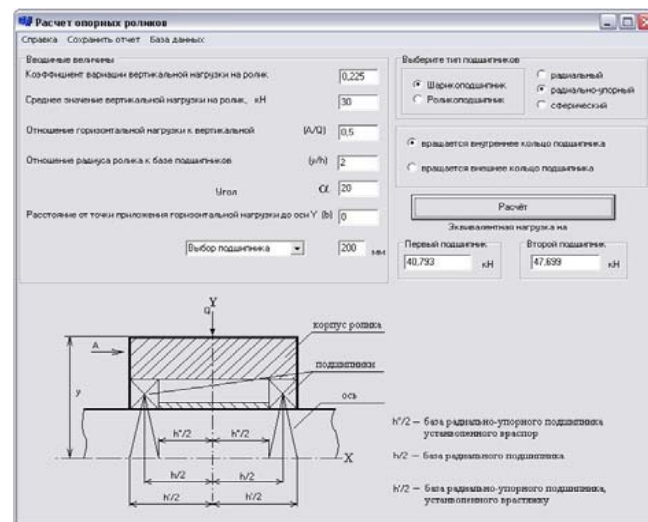 Расчет опорных роликов
Справка Сохранить отчет База данных
Вводимые величины
Коэффициент вариации вертикальной нагрузки на ролик 0,225
Среднее значение вертикальной нагрузки на ролик, кН 30
Отношение горизонтальной нагрузки к вертикальной (A/Q) 0,5
Отношение радиуса ролика к базе подшипников (y/h) 2
Угол α 20
Расстояние от точки приложения горизонтальной нагрузки до оси Y (b) 0
Выбор подшипника 200 мм
Выберите тип подшипников
Шарикоподшипник
Роликоподшипник
радиальный
радиально-упорный
сферический
вращается внутреннее кольцо подшипника
вращается внешнее кольцо подшипника
Расчёт
Эквивалентная нагрузка на
Первый подшипник
40,793 кН
Второй подшипник
47,699 кН
Y
Q
A
y
корпус ролика
подшипники
ось
X
h"/2 h"/2
h/2 h/2
h'/2 h'/2
h"/2 – база радиально-упорного подшипника
установленного враспор
h/2 – база радиального подшипника
h'/2 – база радиально-упорного подшипника,
установленного врастяжку